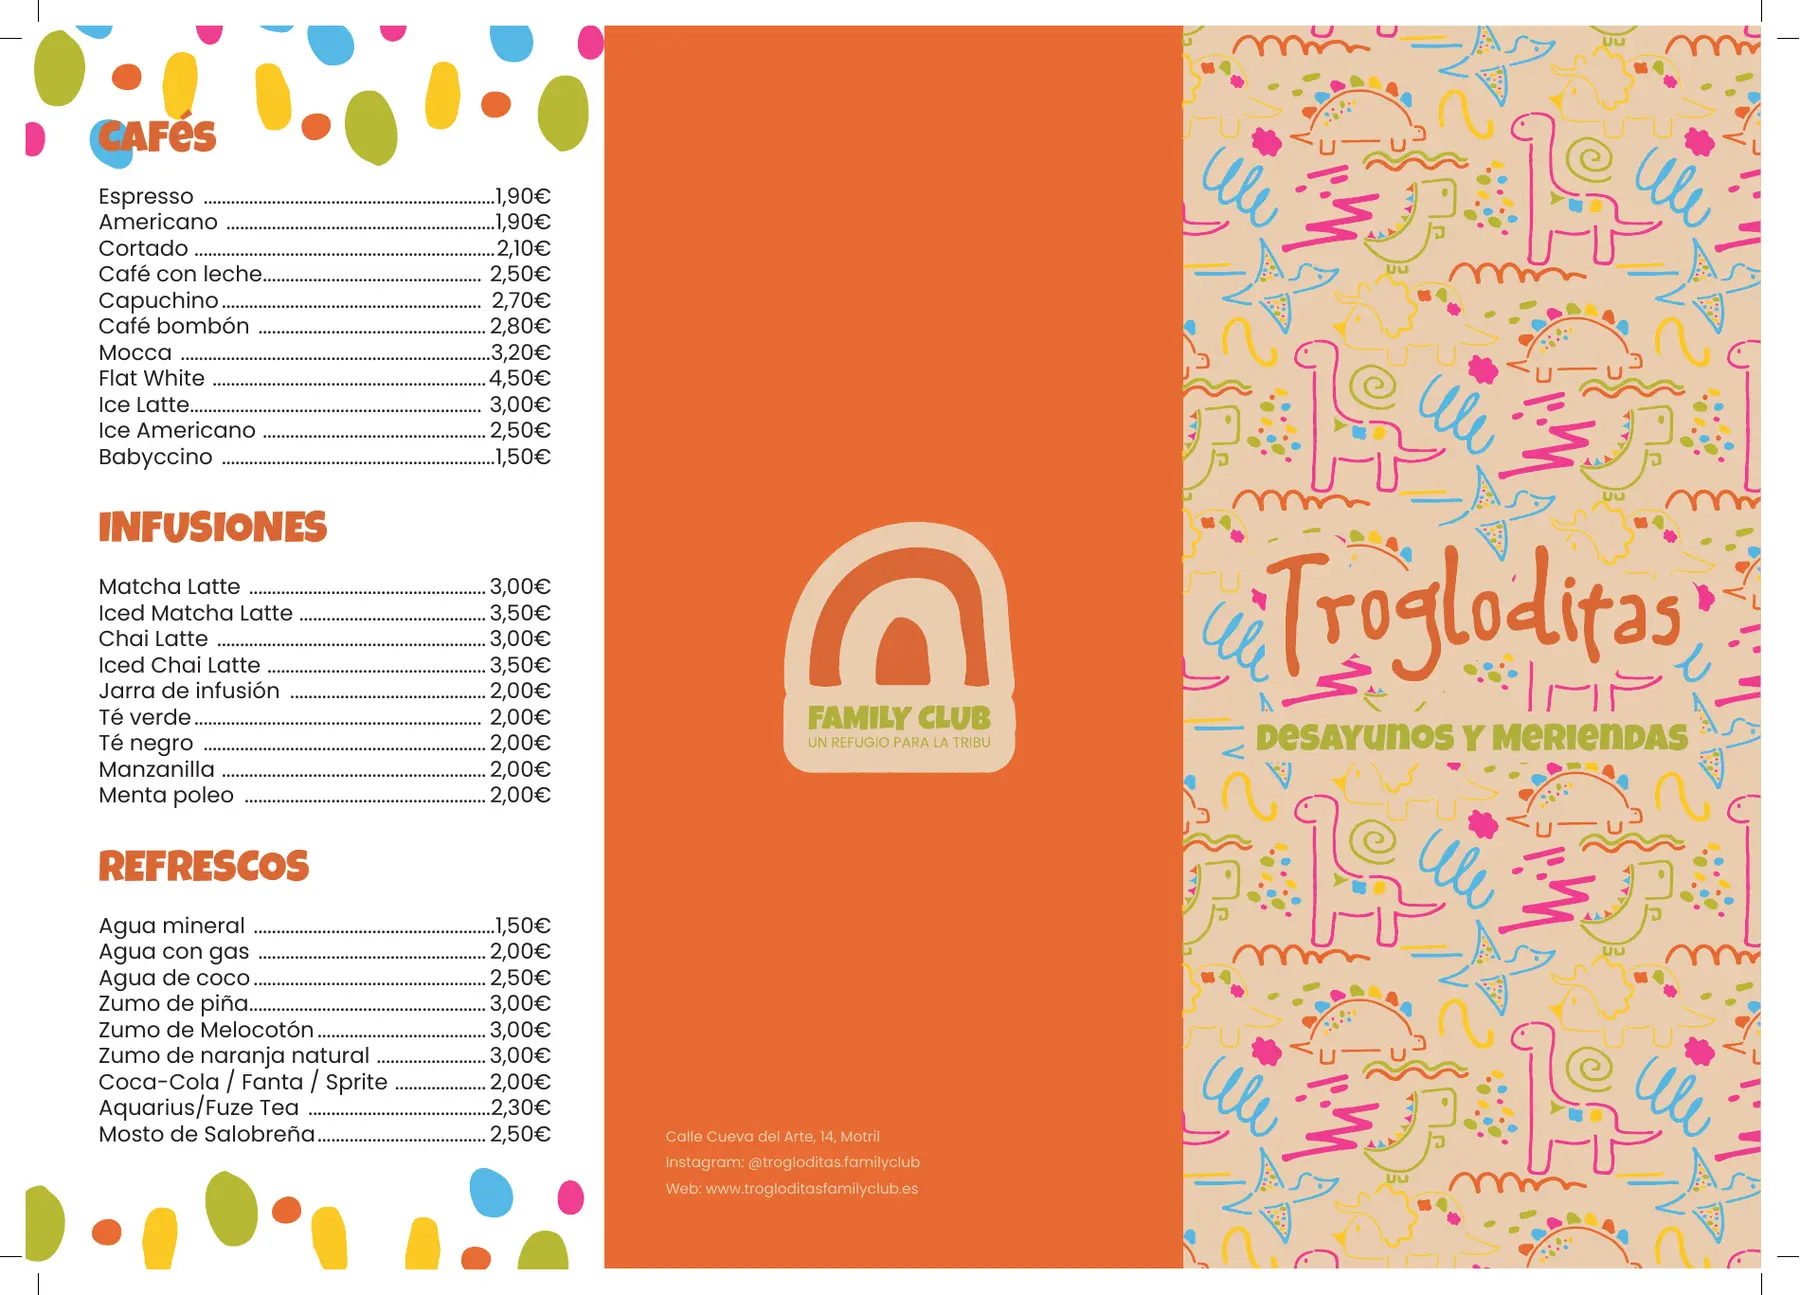 CAFéS
Espresso ................................................................1,90€
Americano ...........................................................1,90€
Cortado ..................................................................2,10€
Café con leche................................................ 2,50€
Capuchino......................................................... 2,70€
Café bombón .................................................. 2,80€
Mocca ....................................................................3,20€
Flat White ............................................................ 4,50€
Ice Latte................................................................ 3,00€
Ice Americano ................................................. 2,50€
Babyccino ............................................................1,50€
INFUSIONES
Matcha Latte .................................................... 3,00€
Iced Matcha Latte ......................................... 3,50€
Chai Latte ........................................................... 3,00€
Iced Chai Latte ................................................ 3,50€
Jarra de infusión ........................................... 2,00€
Té verde............................................................... 2,00€
Té negro .............................................................. 2,00€
Manzanilla .......................................................... 2,00€
Menta poleo ..................................................... 2,00€
REFRESCOS
Agua mineral .....................................................1,50€
Agua con gas .................................................. 2,00€
Agua de coco ................................................... 2,50€
Zumo de piña.................................................... 3,00€
Zumo de Melocotón..................................... 3,00€
Zumo de naranja natural ........................ 3,00€
Coca-Cola / Fanta / Sprite .................... 2,00€
Aquarius/Fuze Tea ........................................2,30€
Mosto de Salobreña..................................... 2,50€
FAMILY CLUB
UN REFUGIO PARA LA TRIBU
Calle Cueva del Arte, 14, Motril
Instagram: @trogloditas.familyclub
Web: www.trogloditasfamilyclub.es
Trogloditas
DeSAYUnOS Y MeRIenDAS